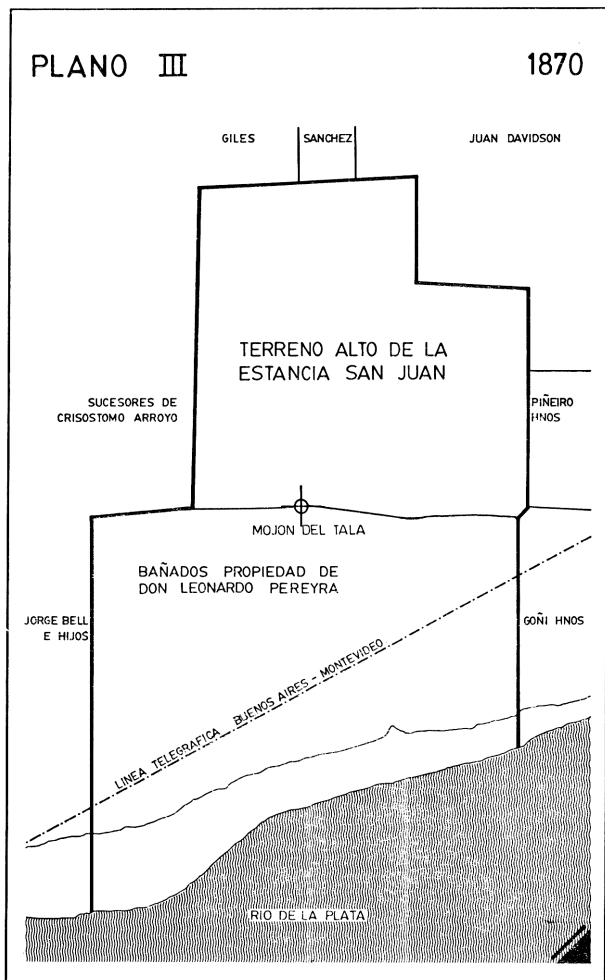 PLANO III 1870
GILES SANCHEZ JUAN DAVIDSON
TERRENO ALTO DE LA
ESTANCIA SAN JUAN
SUCESORES DE
CRISOSTOMO ARROYO
PIÑEIRO
HNOS
MOJON DEL TALA
BAÑADOS PROPIEDAD DE
DON LEONARDO PEREYRA
JORGE BELL
E HIJOS
GOÑI HNOS
LINEA TELEGRAFICA BUENOS AIRES - MONTEVIDEO
RIO DE LA PLATA